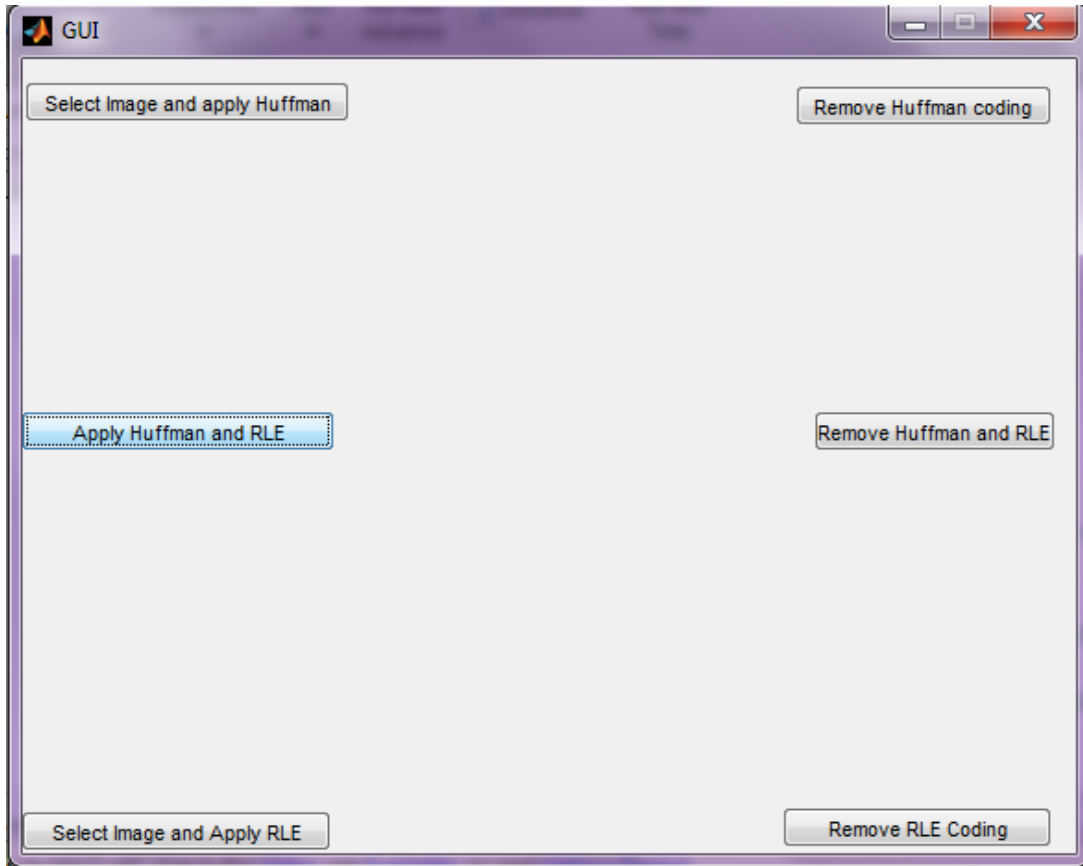 GUI
Select Image and apply Huffman
Remove Huffman coding
Apply Huffman and RLE
Remove Huffman and RLE
Select Image and Apply RLE
Remove RLE Coding